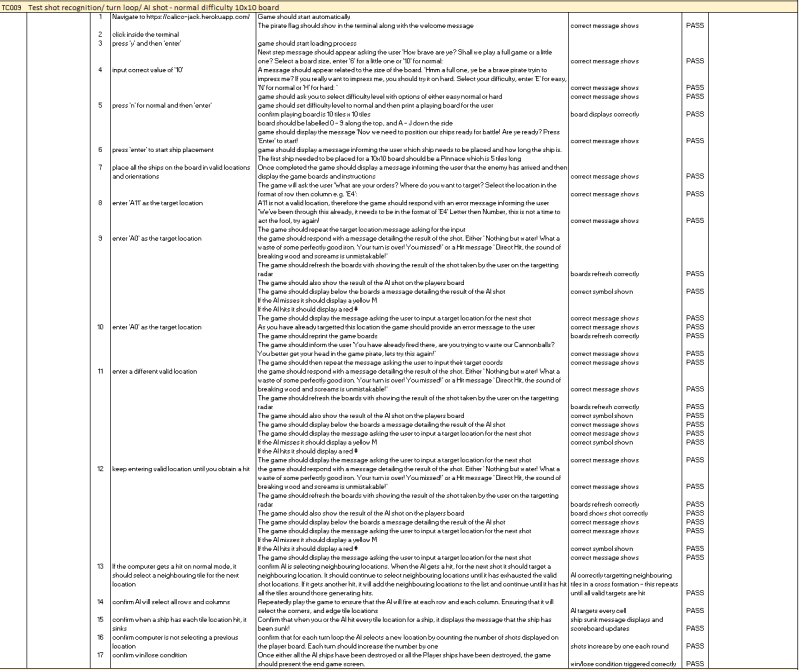 TC009 Test shot recognition/ turn loop/ AI shot - normal difficulty 10x10 board
1 Navigate to https://calico-jack.herokuapp.com/ Game should start automatically
The pirate flag should show in the terminal along with the welcome message correct message shows PASS
2 click inside the terminal
3 press 'y' and then 'enter' game should start loading process
Next step message should appear asking the user 'How brave are ye? Shall we play a full game or a little
one? Select a board size, enter '6' for a little one or '10' for normal: correct message shows PASS
4 input correct value of '10' A message should appear related to the size of the board. 'Hmm a full one, ye be a brave pirate tryin to
impress me? If you really want to impress me, you should try it on hard. Select your difficulty, enter 'E' for easy,
'N' for normal or 'H' for hard: ' correct message shows PASS
game should ask you to select difficulty level with options of either easy normal or hard correct message shows PASS
5 press 'n' for normal and then 'enter' game should set difficulty level to normal and then print a playing board for the user
confirm playing board is 10 tiles x 10 tiles board displays correctly PASS
board should be labelled 0 - 9 along the top, and A - J down the side
game should display the message 'Now we need to position our ships ready for battle! Are ye ready? Press
'Enter' to start! correct message shows PASS
6 press 'enter' to start ship placement game should display a message informing the user which ship needs to be placed and how long the ship is.
The first ship needed to be placed for a 10x10 board should be a Pinnace which is 5 tiles long
7 place all the ships on the board in valid locations Once completed the game should display a message informing the user that the enemy has arrived and then
and orientations display the game boards and instructions correct message shows PASS
The game will ask the user 'What are your orders? Where do you want to target? Select the location in the
format of row then column e.g. 'E4': correct message shows PASS
8 enter 'A11' as the target location A11 is not a valid location, therefore the game should respond with an error message informing the user
'We've been through this already, it needs to be in the format of 'E4' Letter then Number, this is not a time to
act the fool, try again! correct message shows PASS
The game should repeat the target location message asking for the input
9 enter 'A0' as the target location the game should respond with a message detailing the result of the shot. Either ' Nothing but water! What a
waste of some perfectly good iron. Your turn is over! You missed!' or a Hit message ' Direct Hit, the sound of
breaking wood and screams is unmistakable!' correct message shows PASS
The game should refresh the boards with showing the result of the shot taken by the user on the targetting
radar boards refresh correctly PASS
The game should also show the result of the AI shot on the players board
The game should display below the boards a message detailing the result of the AI shot correct symbol shown PASS
If the AI misses it should display a yellow M
If the AI hits it should display a red #
The game should display the message asking the user to input a target location for the next shot correct message shows PASS
10 enter 'A0' as the target location As you have already targetted this location the game should provide an error message to the user correct message shows PASS
The game should reprint the game boards boards refresh correctly PASS
The game should inform the user 'You have already fired there, are you trying to waste our Cannonballs?
You better get your head in the game pirate, lets try this again!' correct message shows PASS
The game should then repeat the message asking the user to input their target coords correct message shows PASS
11 enter a different valid location the game should respond with a message detailing the result of the shot. Either ' Nothing but water! What a
waste of some perfectly good iron. Your turn is over! You missed!' or a Hit message ' Direct Hit, the sound of
breaking wood and screams is unmistakable!' correct message shows PASS
The game should refresh the boards with showing the result of the shot taken by the user on the targetting
radar boards refresh correctly PASS
The game should also show the result of the AI shot on the players board correct symbol shown PASS
The game should display below the boards a message detailing the result of the AI shot correct message shows PASS
The game should display the message asking the user to input a target location for the next shot correct message shows PASS
If the AI misses it should display a yellow M correct symbol shown PASS
If the AI hits it should display a red #
The game should display the message asking the user to input a target location for the next shot correct message shows PASS
12 keep entering valid location until you obtain a hit the game should respond with a message detailing the result of the shot. Either ' Nothing but water! What a
waste of some perfectly good iron. Your turn is over! You missed!' or a Hit message ' Direct Hit, the sound of
breaking wood and screams is unmistakable!' correct message shows PASS
The game should refresh the boards with showing the result of the shot taken by the user on the targetting
radar boards refresh correctly PASS
The game should also show the result of the AI shot on the players board board shows shot correctly PASS
The game should display below the boards a message detailing the result of the AI shot correct message shows PASS
The game should display the message asking the user to input a target location for the next shot correct message shows PASS
If the AI misses it should display a yellow M
If the AI hits it should display a red # correct symbol shown PASS
The game should display the message asking the user to input a target location for the next shot correct message shows PASS
13 If the computer gets a hit on normal mode, it confirm AI is selecting neighbouring locations. When the AI gets a hit, for the next shot it should target a
should select a neighbouring tile for the next neighbouring location. It should continue to select neighbouring locations until it has exhausted the valid AI correctly targetting neighbouring
location shot locations. If it gets another hit, it will add the neighbouring locations to the list and continue until it has hit tiles in a cross fomation - this repeats
all the tiles around those generating hits. until all valid targets are hit PASS
14 confirm AI will select all rows and columns Repeatedly play the game to ensure that the AI will fire at each row and each column. Ensuring that it will
select the corners, and edge tile locations AI targets every cell PASS
15 confirm when a ship has each tile location hit, it Confirm that when you or the AI hit every tile location for a ship, it displays the message that the ship has ship sunk message displays and
sinks been sunk! scoreboard updates PASS
16 confirm computer is not selecting a previous confirm that for each turn loop the AI selects a new location by counting the number of shots displayed on
location the player board. Each turn should increase the number by one shots increase by one each round PASS
17 confirm win/lose condition Once either all the AI ships have been destroyed or all the Player ships have been destroyed, the game
should present the end game screen. win/lose condition triggered correctly PASS